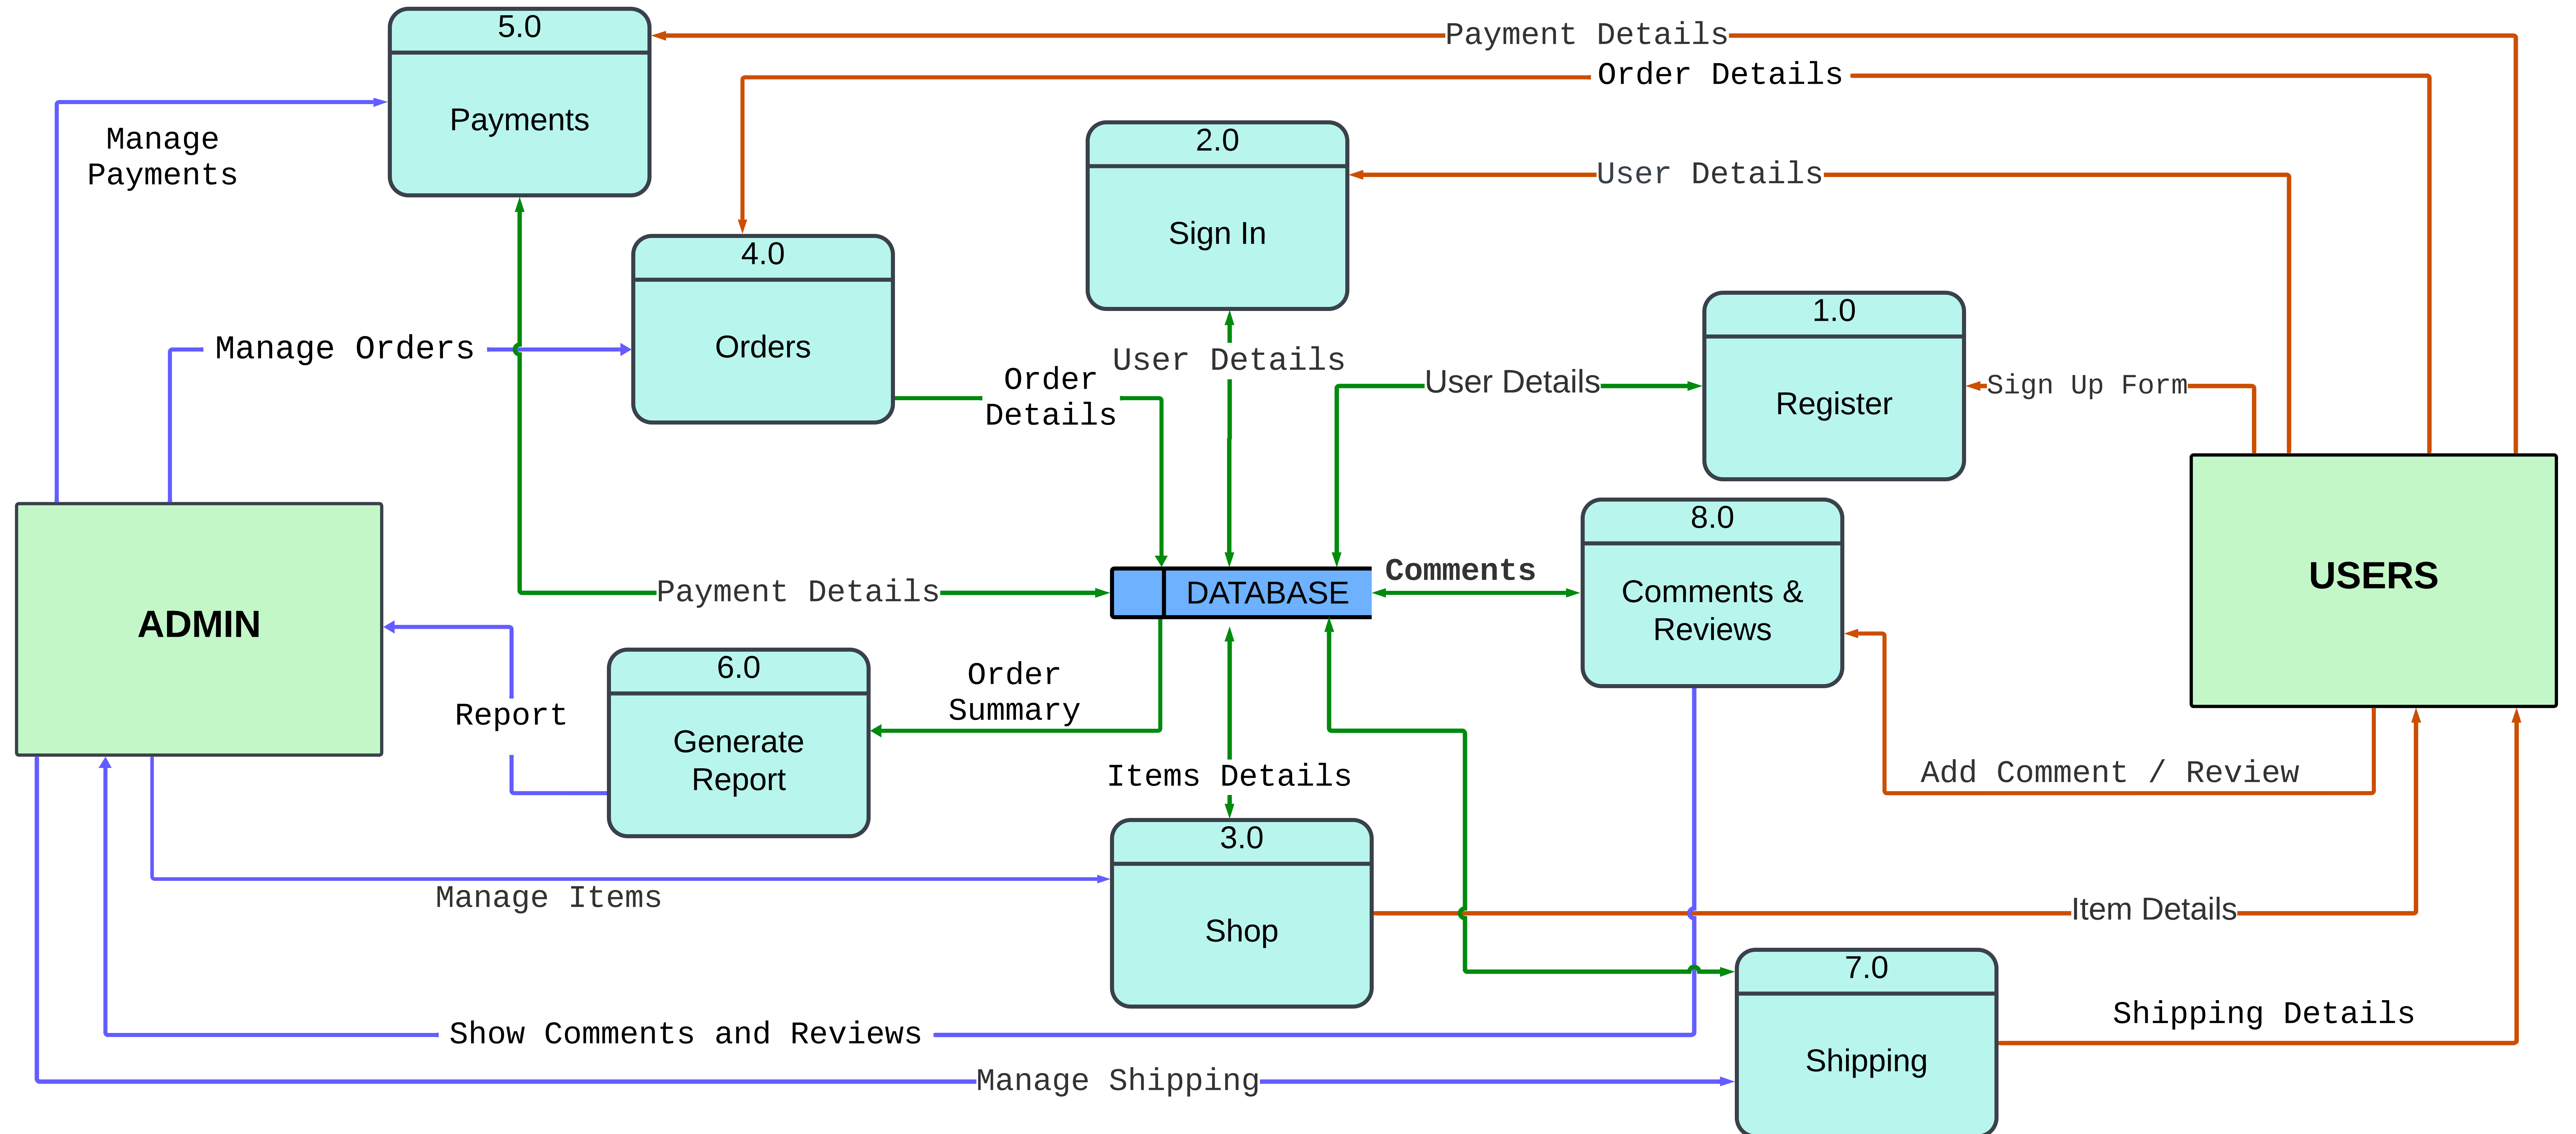 5.0
Payments
Payment Details
Order Details
Manage
Payments
2.0
Sign In
User Details
4.0
Orders
Manage Orders
1.0
Register
Order
Details
User Details
User Details
Sign Up Form
8.0
Comments &
Reviews
Comments
DATABASE
USERS
ADMIN
Payment Details
6.0
Generate
Report
Order
Summary
Report
Items Details
Add Comment / Review
3.0
Shop
Manage Items
Item Details
7.0
Shipping
Shipping Details
Show Comments and Reviews
Manage Shipping